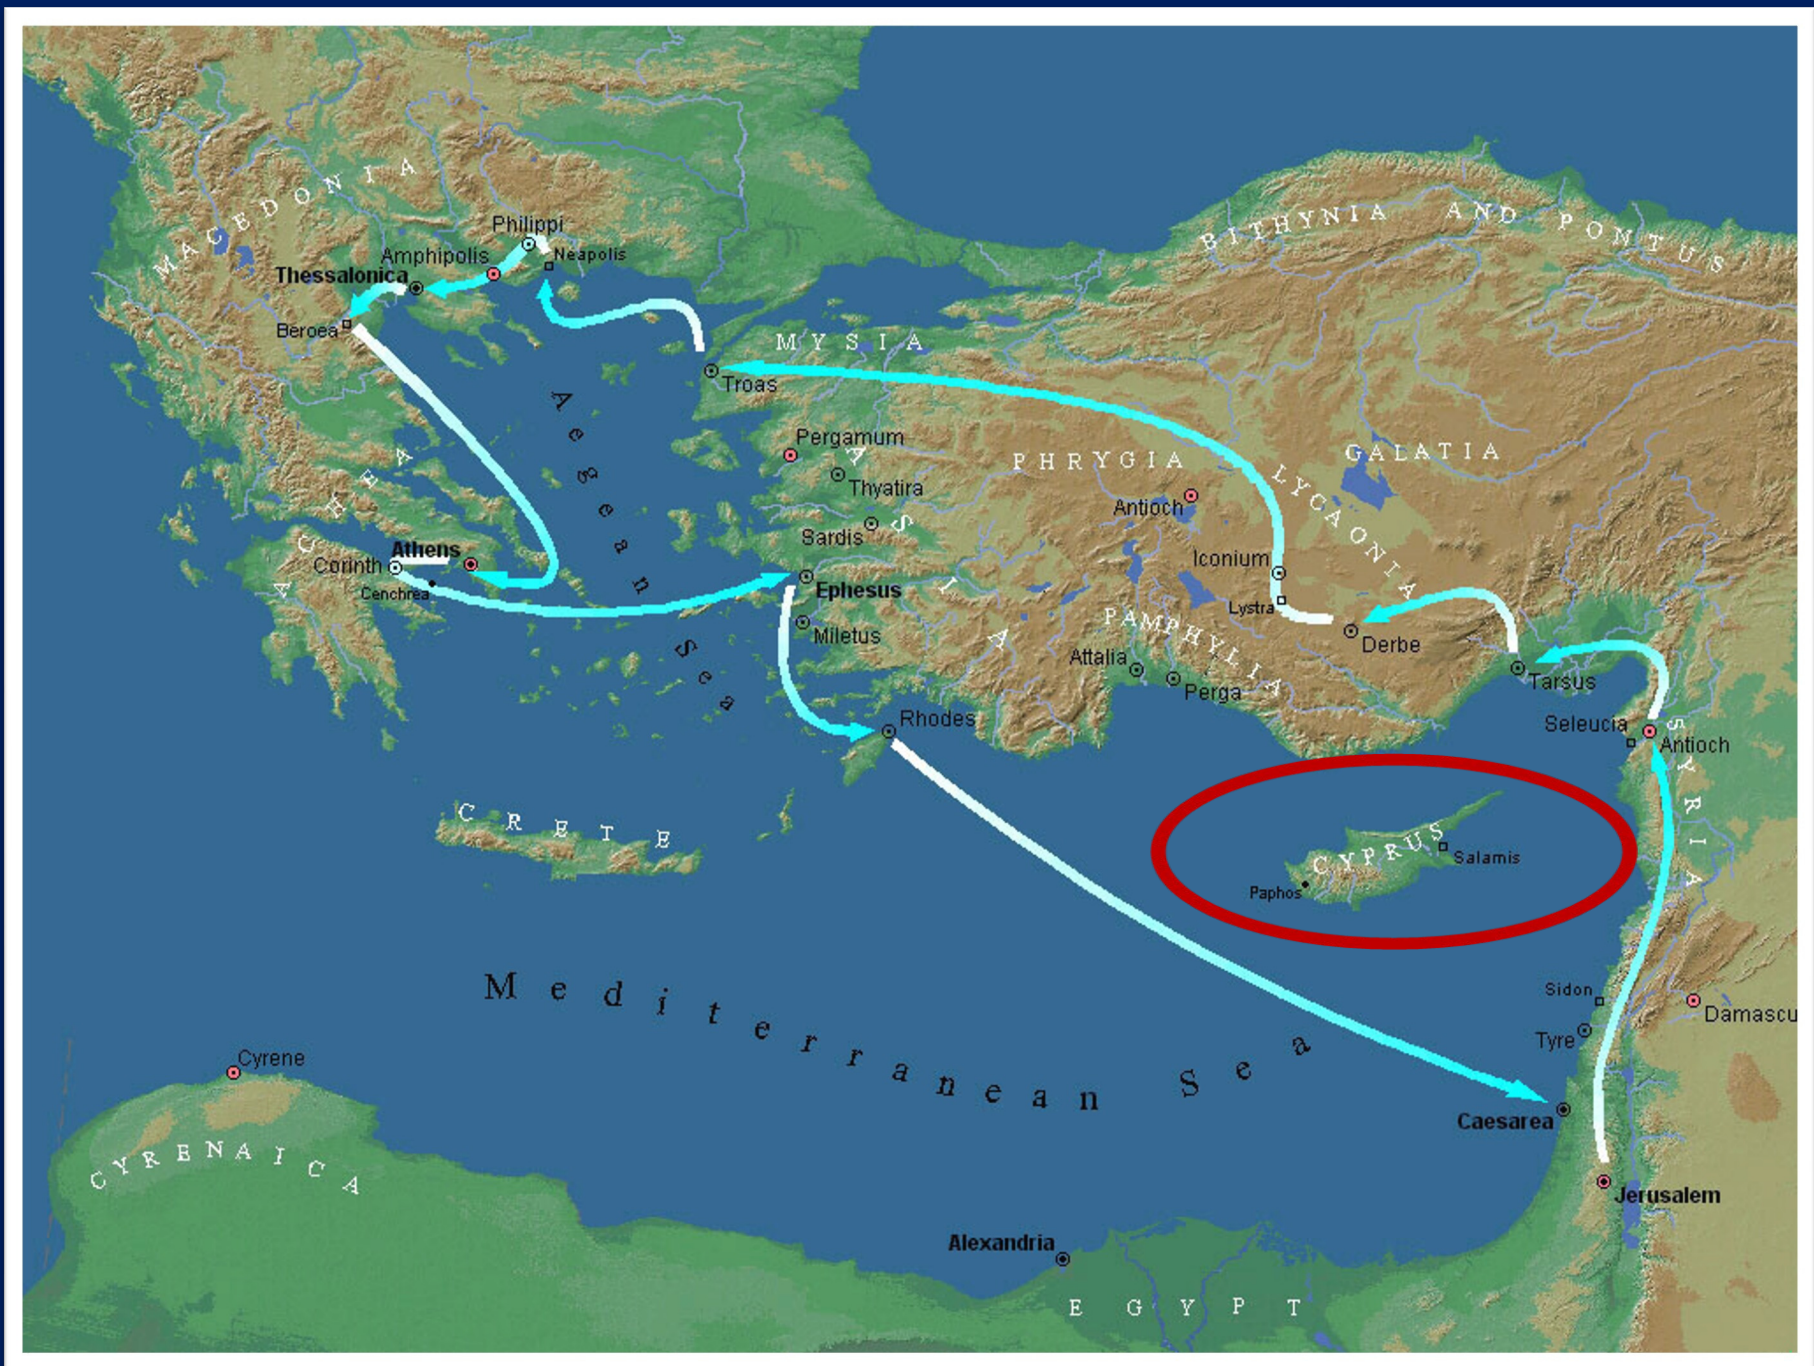 MACEDONIA
BITHYNIA AND PONTUS
Philippi
Neapolis
Amphipolis
Thessalonica
Beroea
MYSIA
Troas
Aegean Sea
Pergamum
Thyatira
PHRYGIA
GALATIA
LYCAONIA
Antioch
ASIA
Sardis
ACHEA
Athens
Corinth
Cenchrea
Iconium
Ephesus
Lystra
Miletus
PAMPHYLIA
Derbe
Attalia
Perga
Tarsus
Rhodes
Seleucia
Antioch
SYRIA
CRETE
CYPRUS
Salamis
Paphos
Mediterranean Sea
Sidon
Damascu
Tyre
Cyrene
Caesarea
CYRENAICA
Jerusalem
Alexandria
EGYPT